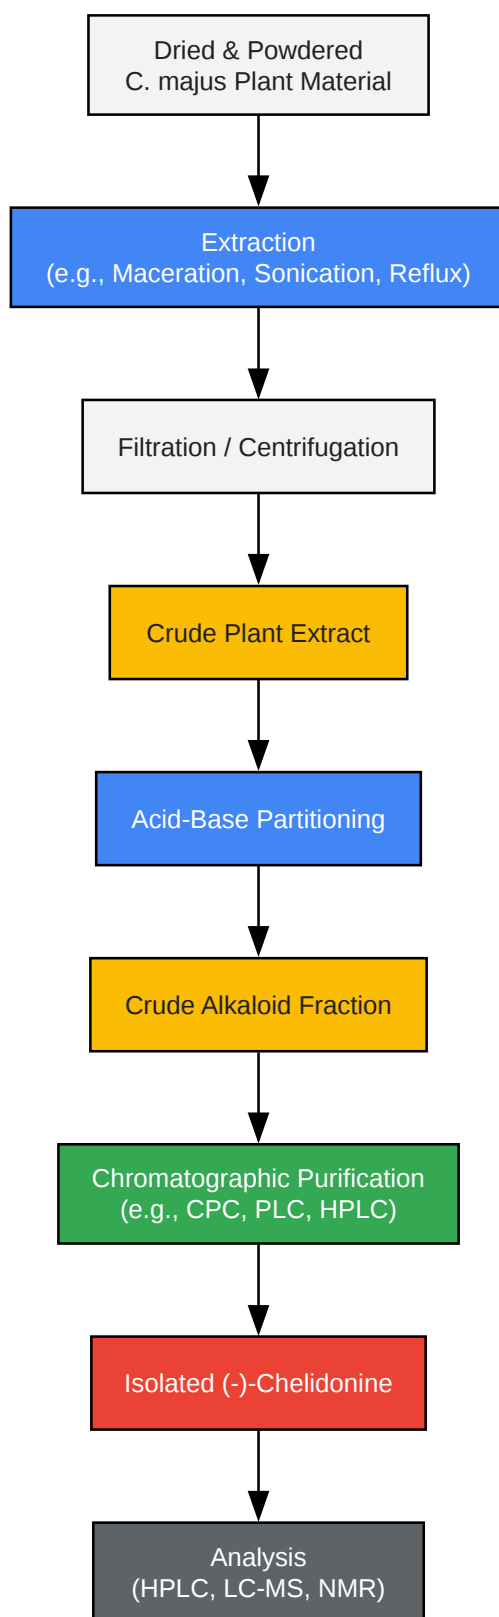 Dried & Powdered
C. majus Plant Material
Extraction
(e.g., Maceration, Sonication, Reflux)
Filtration / Centrifugation
Crude Plant Extract
Acid-Base Partitioning
Crude Alkaloid Fraction
Chromatographic Purification
(e.g., CPC, PLC, HPLC)
Isolated (-)-Chelidonine
Analysis
(HPLC, LC-MS, NMR)